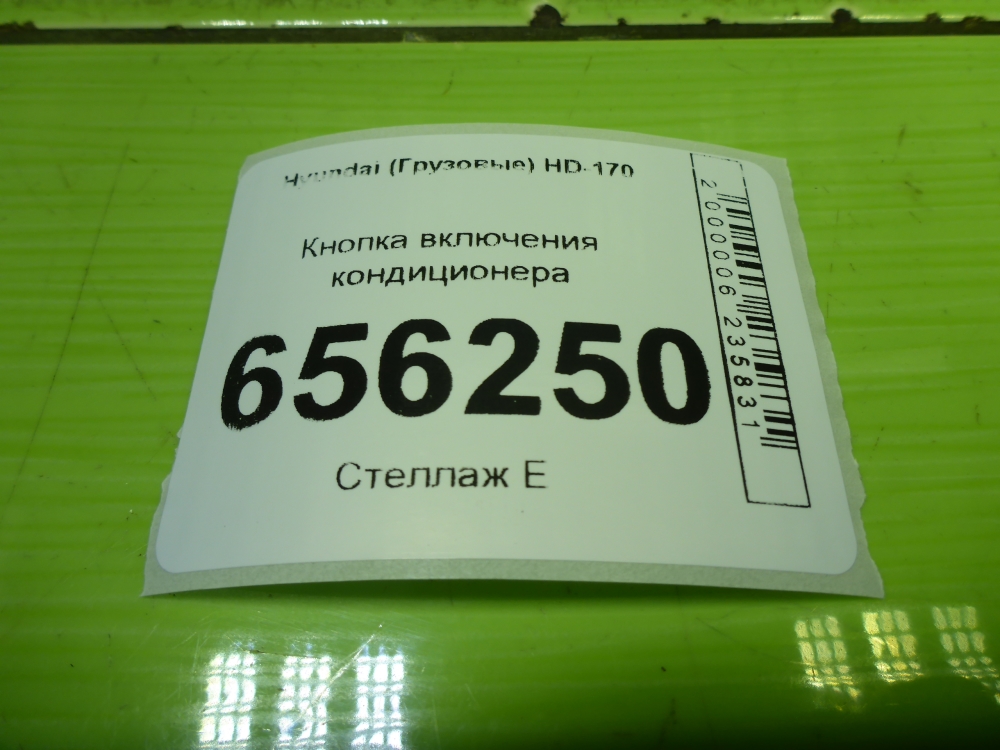 Hyundai (Грузовые) HD-170
Кнопка включения
кондиционера
656250
Стеллаж Е
2000006235831